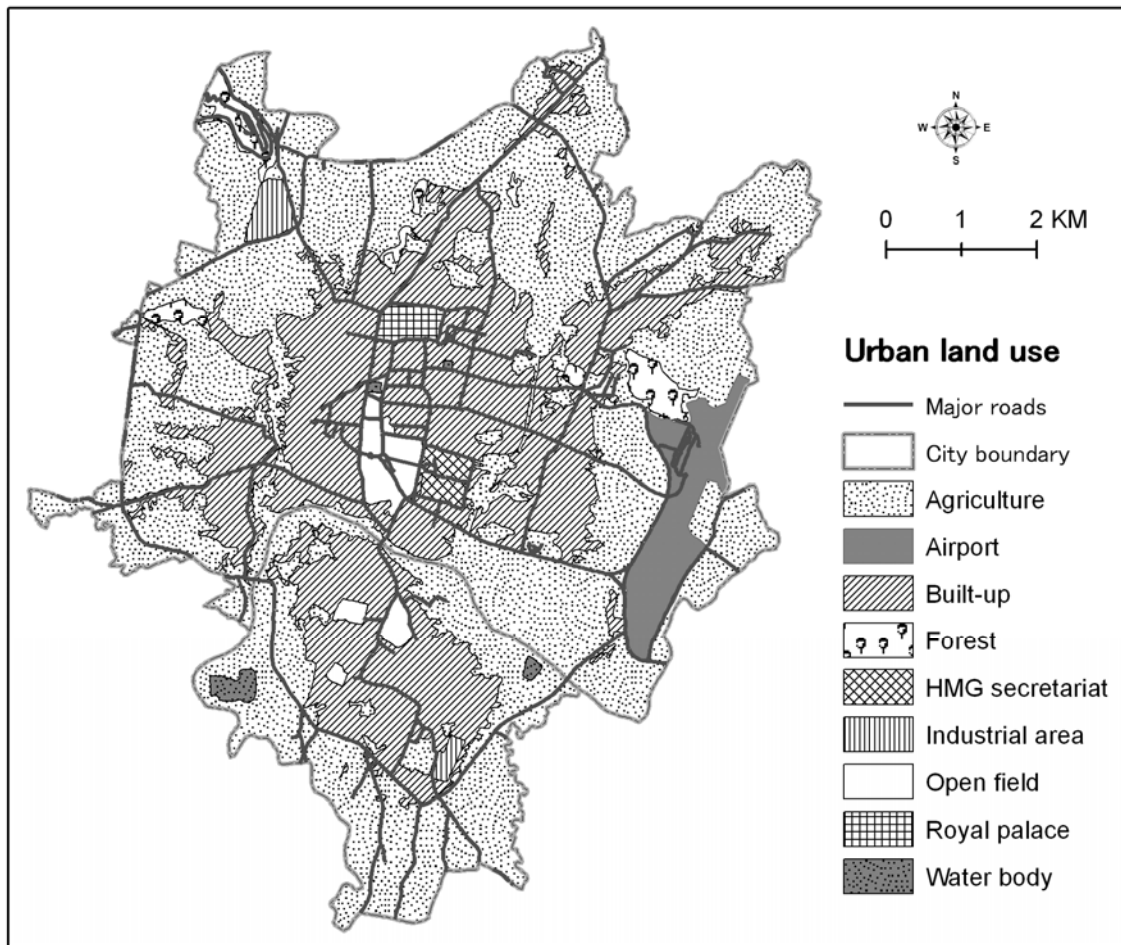 N
W E
S
0 1 2 KM
Urban land use
Major roads
City boundary
Agriculture
Airport
Built-up
Forest
HMG secretariat
Industrial area
Open field
Royal palace
Water body